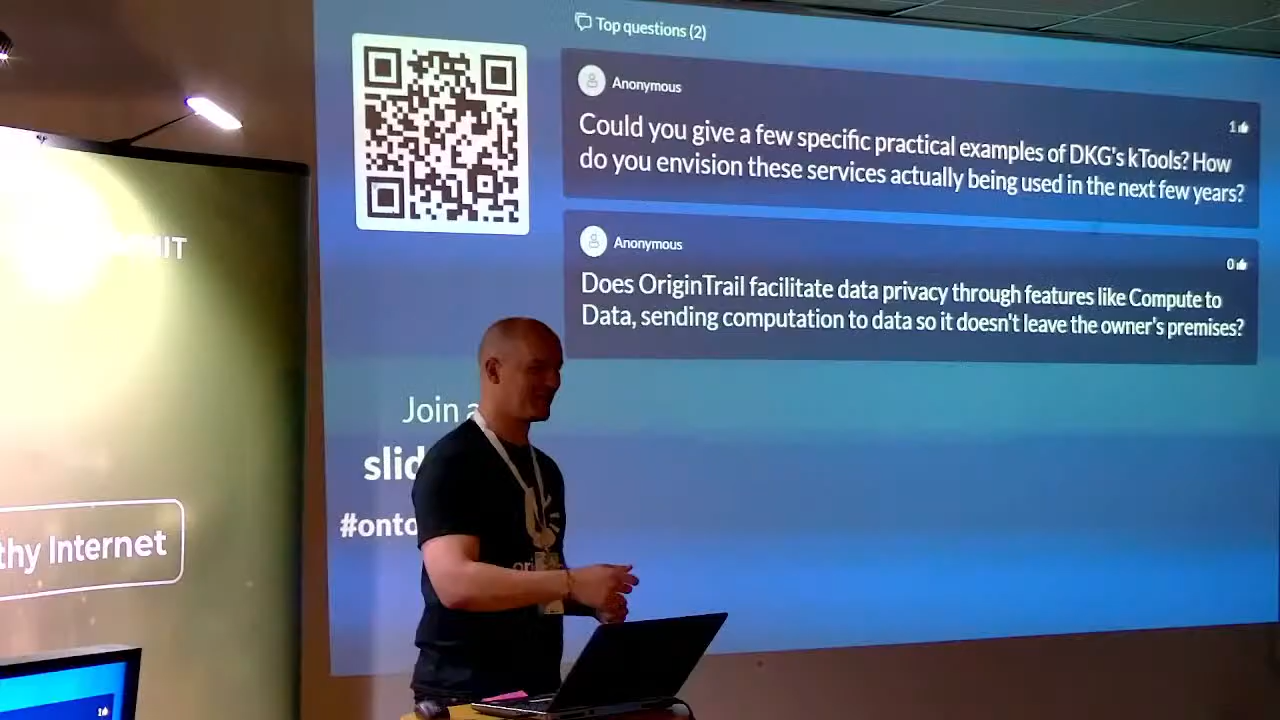 Top questions (2)
Anonymous
1
Could you give a few specific practical examples of DKG's kTools? How
do you envision these services actually being used in the next few years?
Anonymous
0
Does OriginTrail facilitate data privacy through features like Compute to
Data, sending computation to data so it doesn't leave the owner's premises?
Join a
slid
#onto
thy Internet